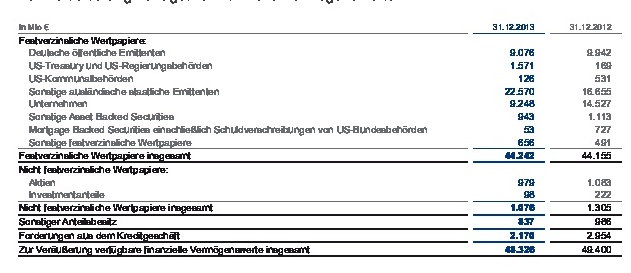 in Mio € 31.12.2013 31.12.2012
Festverzinsliche Wertpapiere:
Deutsche öffentliche Emittenten 9.076 9.942
US-Treasury und US-Regierungsbehörden 1.571 169
US-Kommunalbehörden 126 531
Sonstige ausländische staatliche Emittenten 22.570 16.655
Unternehmen 9.248 14.527
Sonstige Asset Backed Securities 943 1.113
Mortgage Backed Securities einschließlich Schuldverschreibungen von US-Bundesbehörden 53 727
Sonstige festverzinsliche Wertpapiere 656 491
Festverzinsliche Wertpapiere insgesamt 44.242 44.155
Nicht festverzinsliche Wertpapiere:
Aktien 979 1.083
Investmentanteile 98 222
Nicht festverzinsliche Wertpapiere insgesamt 1.076 1.305
Sonstiger Anteilsbesitz 837 986
Forderungen aus dem Kreditgeschäft 2.170 2.954
Zur Veräußerung verfügbare finanzielle Vermögenswerte insgesamt 48.326 49.400